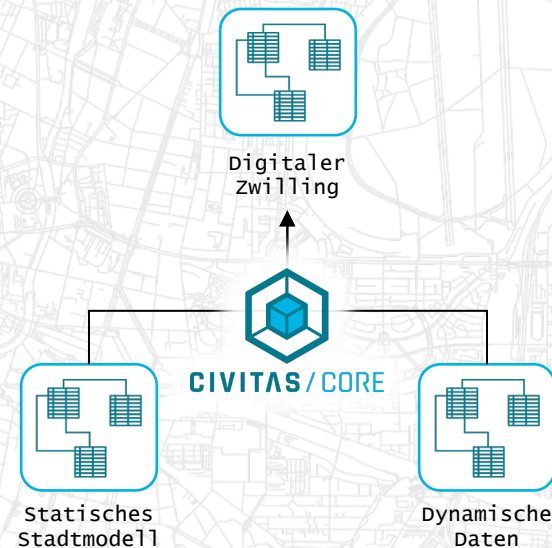 Digitaler
Zwilling
CIVITAS/CORE
Statisches
Stadtmodell
Dynamische
Daten